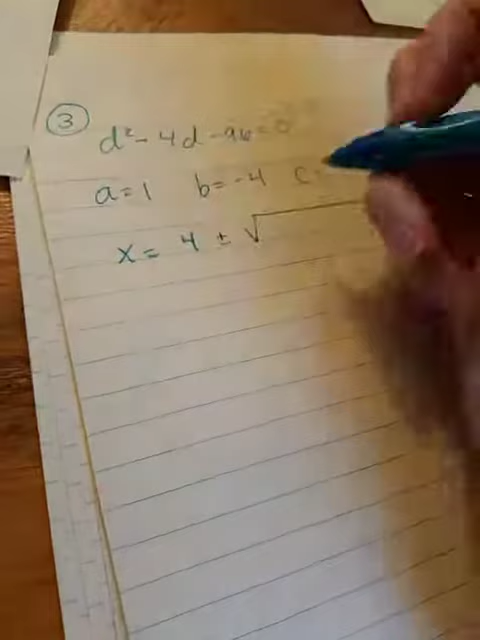 ③ d² - 4d - 96 = 0
a = 1 b = -4 c =
x = 4 ± √